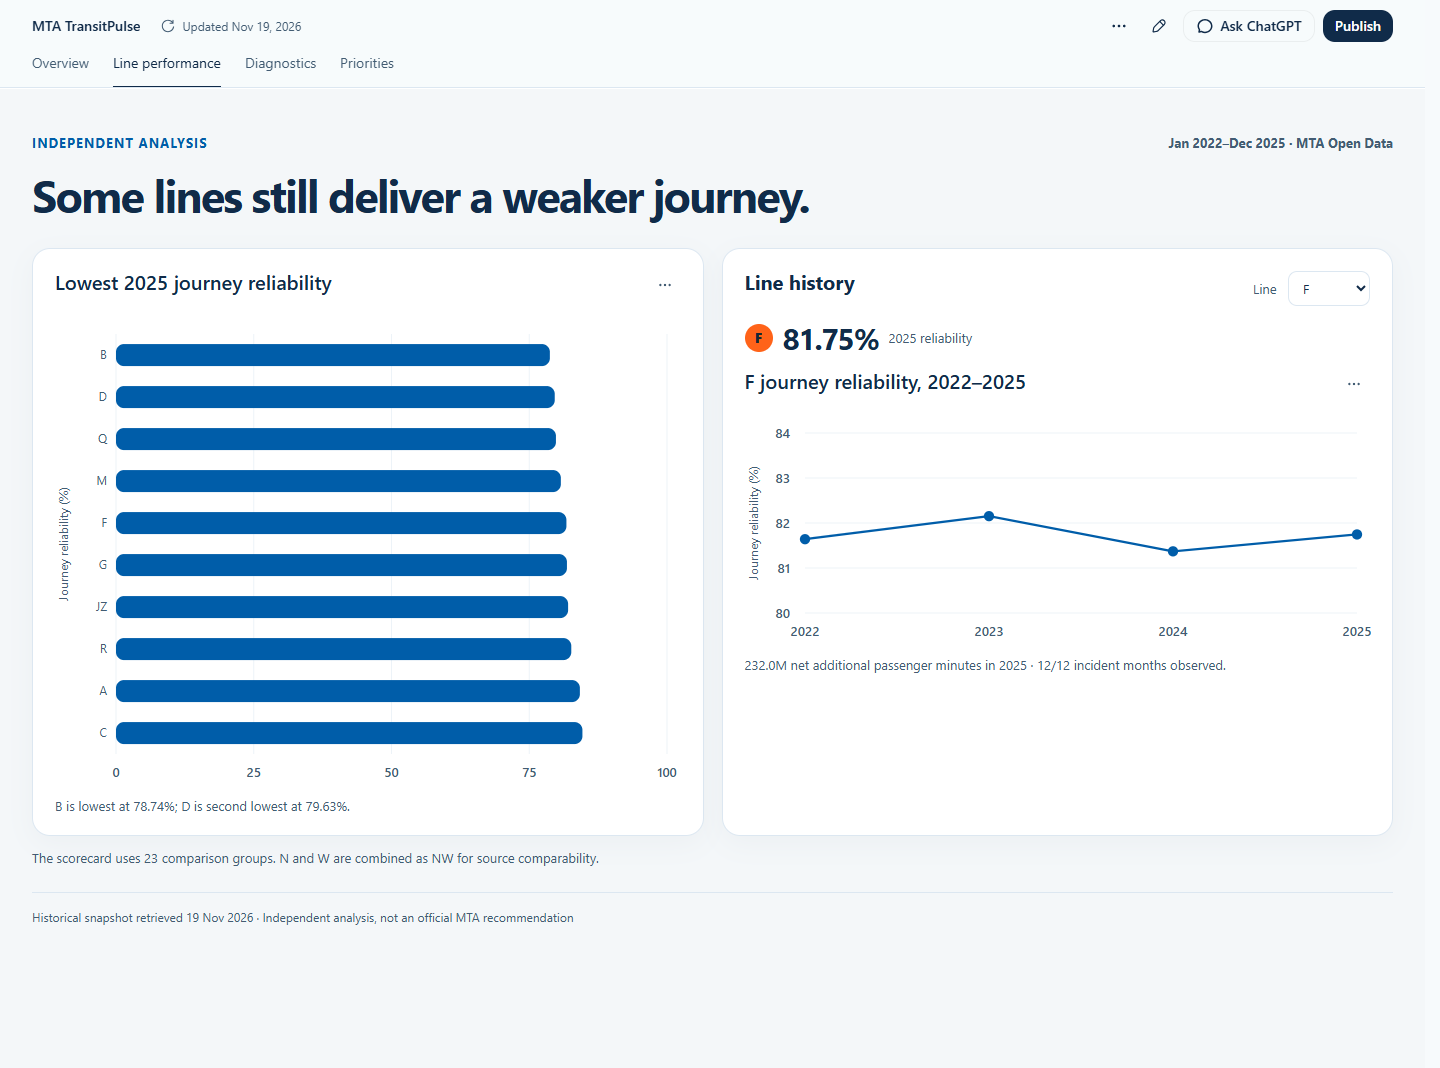 MTA TransitPulse
Updated Nov 19, 2026
Ask ChatGPT
Publish
Overview
Line performance
Diagnostics
Priorities
INDEPENDENT ANALYSIS
Jan 2022–Dec 2025 · MTA Open Data
Some lines still deliver a weaker journey.
Lowest 2025 journey reliability
Journey reliability (%)
B
D
Q
M
F
G
JZ
R
A
C
0 25 50 75 100
B is lowest at 78.74%; D is second lowest at 79.63%.
Line history
Line F
F 81.75% 2025 reliability
F journey reliability, 2022–2025
Journey reliability (%)
84
83
82
81
80
2022 2023 2024 2025
232.0M net additional passenger minutes in 2025 · 12/12 incident months observed.
The scorecard uses 23 comparison groups. N and W are combined as NW for source comparability.
Historical snapshot retrieved 19 Nov 2026 · Independent analysis, not an official MTA recommendation